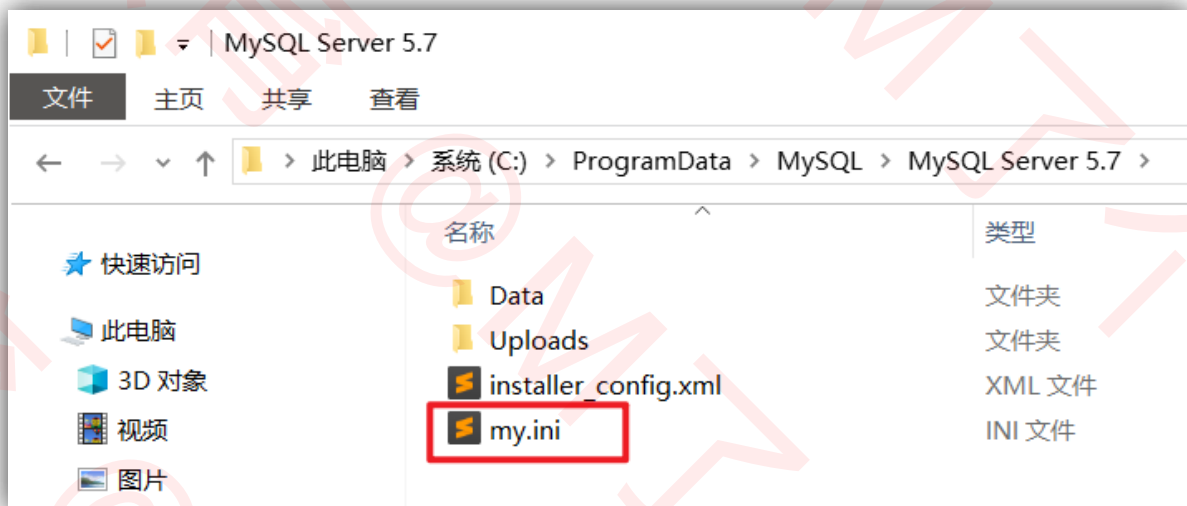 MySQL Server 5.7
文件 主页 共享 查看
此电脑 > 系统 (C:) > ProgramData > MySQL > MySQL Server 5.7 >
名称 类型
快速访问
Data 文件夹
此电脑
Uploads 文件夹
3D 对象
installer_config.xml XML 文件
视频
my.ini INI 文件
图片